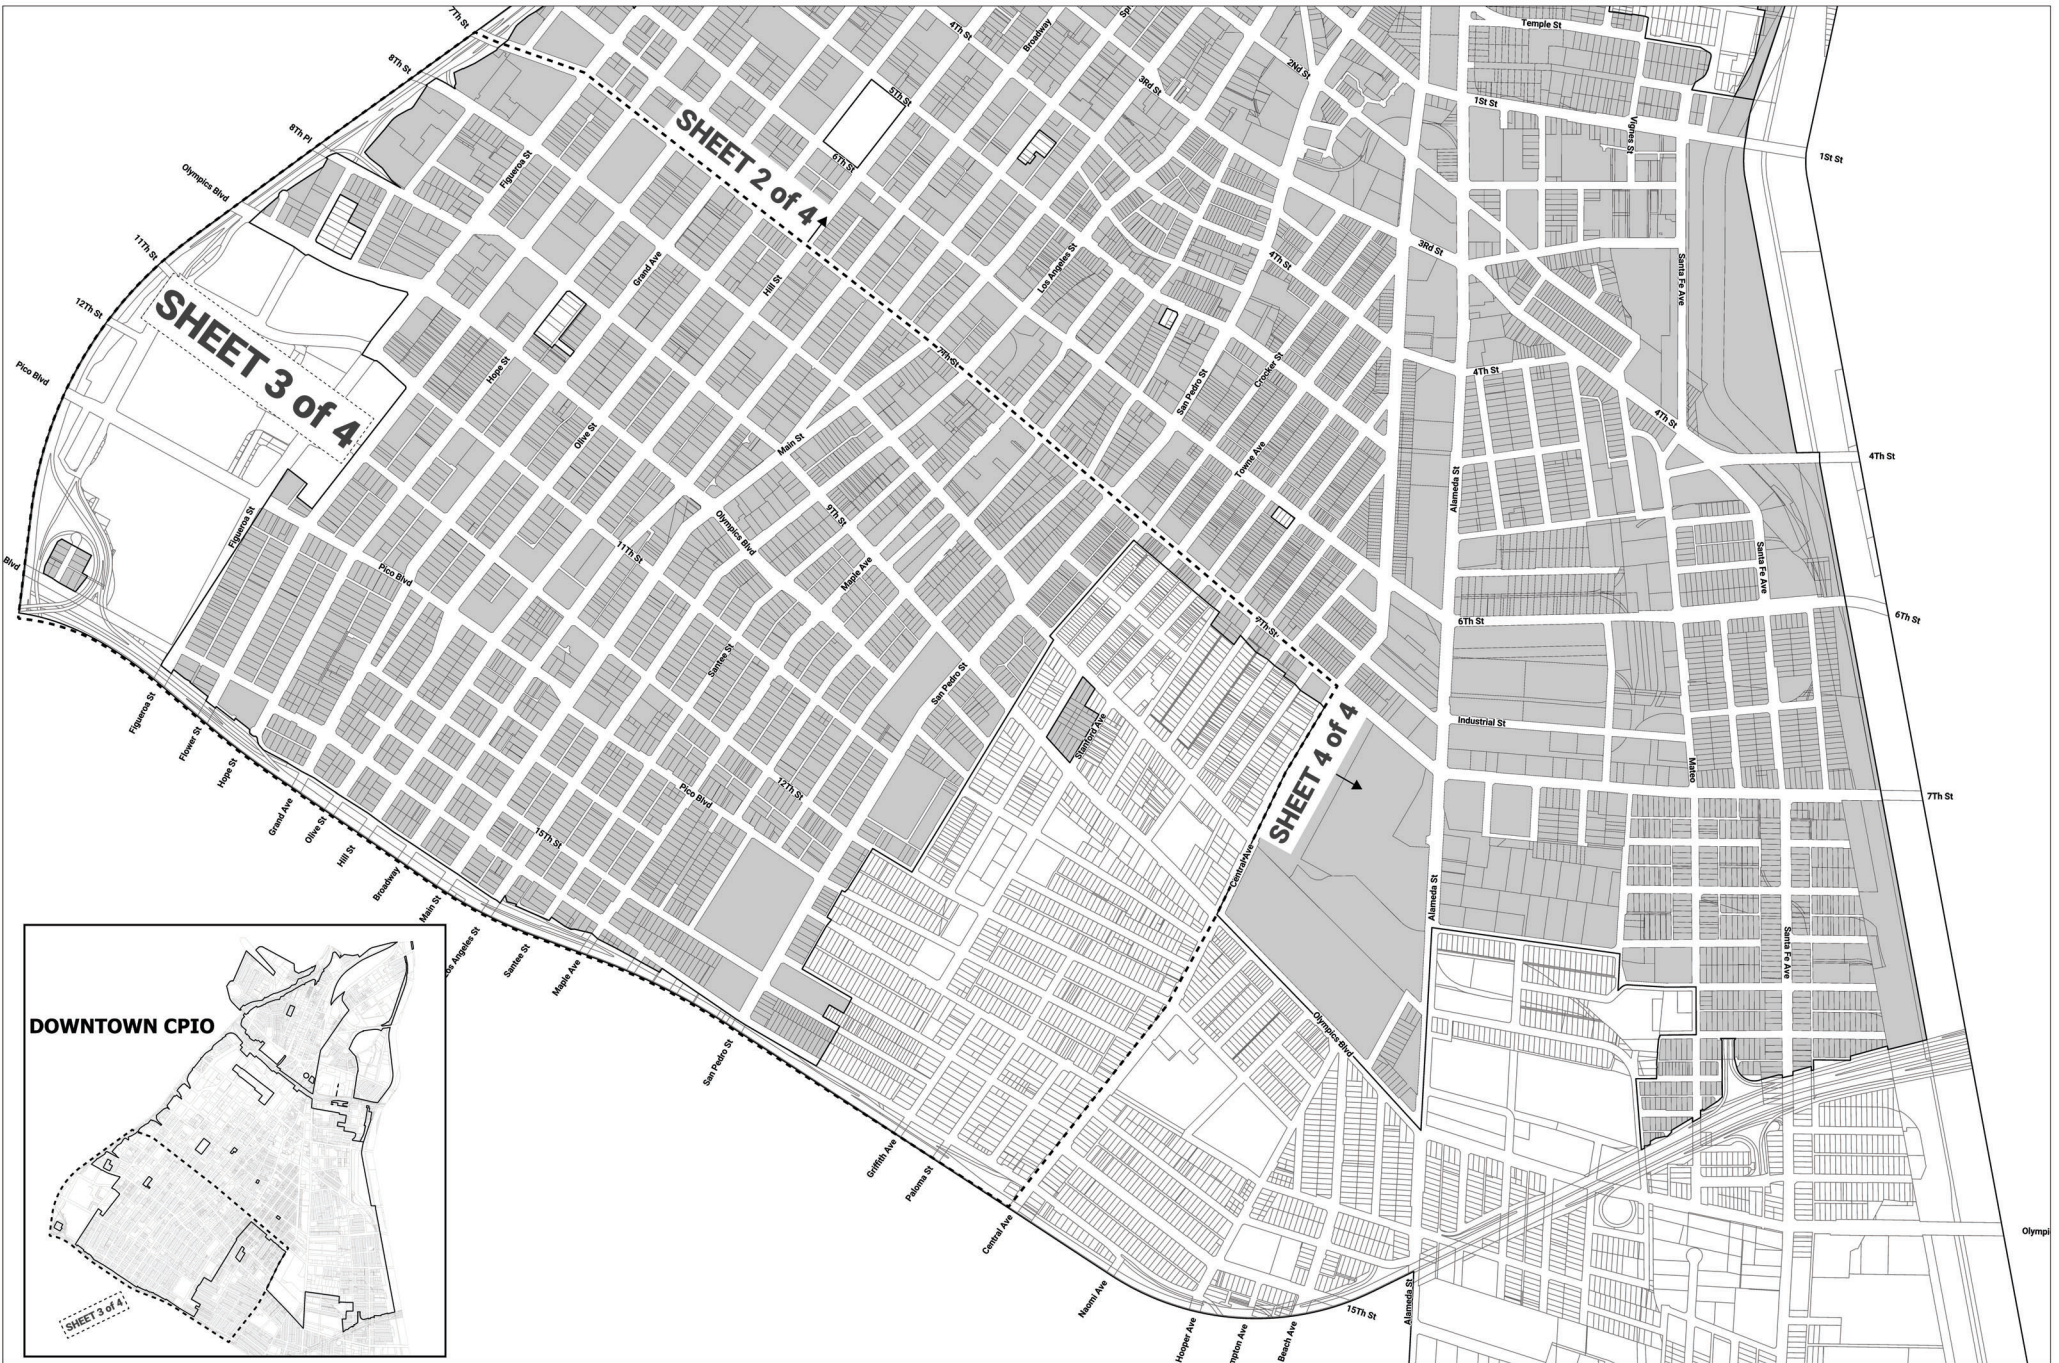 7Th St
4Th St
Broadway
Temple St
8Th St
5Th St
3Rd St
2Nd St
1St St
Vignes St
1St St
8Th Pl
SHEET 2 of 4
6Th St
Figueroa St
Olympics Blvd
11Th St
Grand Ave
Hill St
Los Angeles St
4Th St
3Rd St
Santa Fe Ave
12Th St
SHEET 3 of 4
Pico Blvd
Hope St
7Th St
San Pedro St
Crocker St
4Th St
4Th St
4Th St
Olive St
Main St
Towne Ave
Alameda St
Figueroa St
9Th St
Olympics Blvd
11Th St
Maple Ave
Santa Fe Ave
Blvd
Pico Blvd
7Th St
6Th St
6Th St
Santee St
San Pedro St
Figueroa St
Flower St
Stanford Ave
SHEET 4 of 4
Industrial St
Hope St
Mateo
Grand Ave
Olive St
Pico Blvd
12Th St
7Th St
Hill St
15Th St
Broadway
Central Ave
Alameda St
Main St
Los Angeles St
Santee St
Maple Ave
Santa Fe Ave
DOWNTOWN CPIO
San Pedro St
Olympics Blvd
Griffith Ave
Paloma St
Central Ave
Olympi
SHEET 3 of 4
Naomi Ave
15Th St
Alameda St
Hooper Ave
mpton Ave
Beach Ave